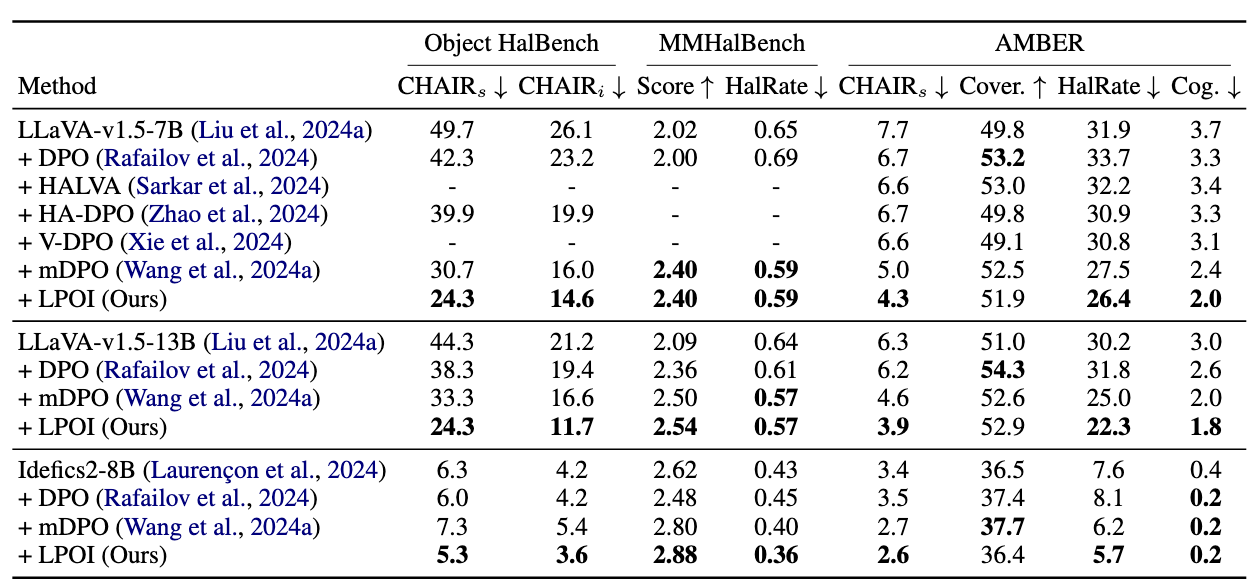 Object HalBench MMHalBench AMBER
Method CHAIRs ↓ CHAIRi ↓ Score ↑ HalRate ↓ CHAIRs ↓ Cover. ↑ HalRate ↓ Cog. ↓
LLaVA-v1.5-7B (Liu et al., 2024a) 49.7 26.1 2.02 0.65 7.7 49.8 31.9 3.7
+ DPO (Rafailov et al., 2024) 42.3 23.2 2.00 0.69 6.7 53.2 33.7 3.3
+ HALVA (Sarkar et al., 2024) - - - - 6.6 53.0 32.2 3.4
+ HA-DPO (Zhao et al., 2024) 39.9 19.9 - - 6.7 49.8 30.9 3.3
+ V-DPO (Xie et al., 2024) - - - - 6.6 49.1 30.8 3.1
+ mDPO (Wang et al., 2024a) 30.7 16.0 2.40 0.59 5.0 52.5 27.5 2.4
+ LPOI (Ours) 24.3 14.6 2.40 0.59 4.3 51.9 26.4 2.0
LLaVA-v1.5-13B (Liu et al., 2024a) 44.3 21.2 2.09 0.64 6.3 51.0 30.2 3.0
+ DPO (Rafailov et al., 2024) 38.3 19.4 2.36 0.61 6.2 54.3 31.8 2.6
+ mDPO (Wang et al., 2024a) 33.3 16.6 2.50 0.57 4.6 52.6 25.0 2.0
+ LPOI (Ours) 24.3 11.7 2.54 0.57 3.9 52.9 22.3 1.8
Idefics2-8B (Laurençon et al., 2024) 6.3 4.2 2.62 0.43 3.4 36.5 7.6 0.4
+ DPO (Rafailov et al., 2024) 6.0 4.2 2.48 0.45 3.5 37.4 8.1 0.2
+ mDPO (Wang et al., 2024a) 7.3 5.4 2.80 0.40 2.7 37.7 6.2 0.2
+ LPOI (Ours) 5.3 3.6 2.88 0.36 2.6 36.4 5.7 0.2